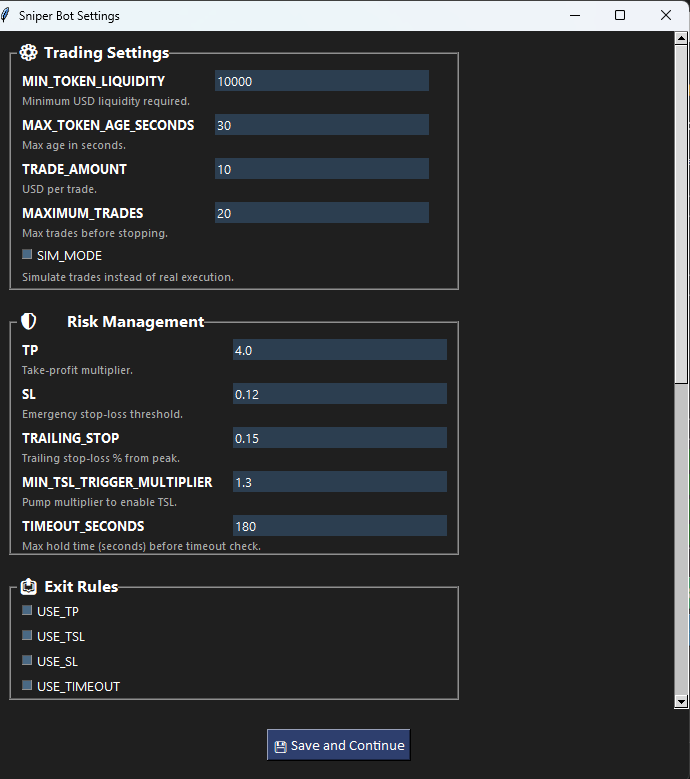 Sniper Bot Settings
Trading Settings
MIN_TOKEN_LIQUIDITY 10000
Minimum USD liquidity required.
MAX_TOKEN_AGE_SECONDS 30
Max age in seconds.
TRADE_AMOUNT 10
USD per trade.
MAXIMUM_TRADES 20
Max trades before stopping.
SIM_MODE
Simulate trades instead of real execution.
Risk Management
TP 4.0
Take-profit multiplier.
SL 0.12
Emergency stop-loss threshold.
TRAILING_STOP 0.15
Trailing stop-loss % from peak.
MIN_TSL_TRIGGER_MULTIPLIER 1.3
Pump multiplier to enable TSL.
TIMEOUT_SECONDS 180
Max hold time (seconds) before timeout check.
Exit Rules
USE_TP
USE_TSL
USE_SL
USE_TIMEOUT
Save and Continue